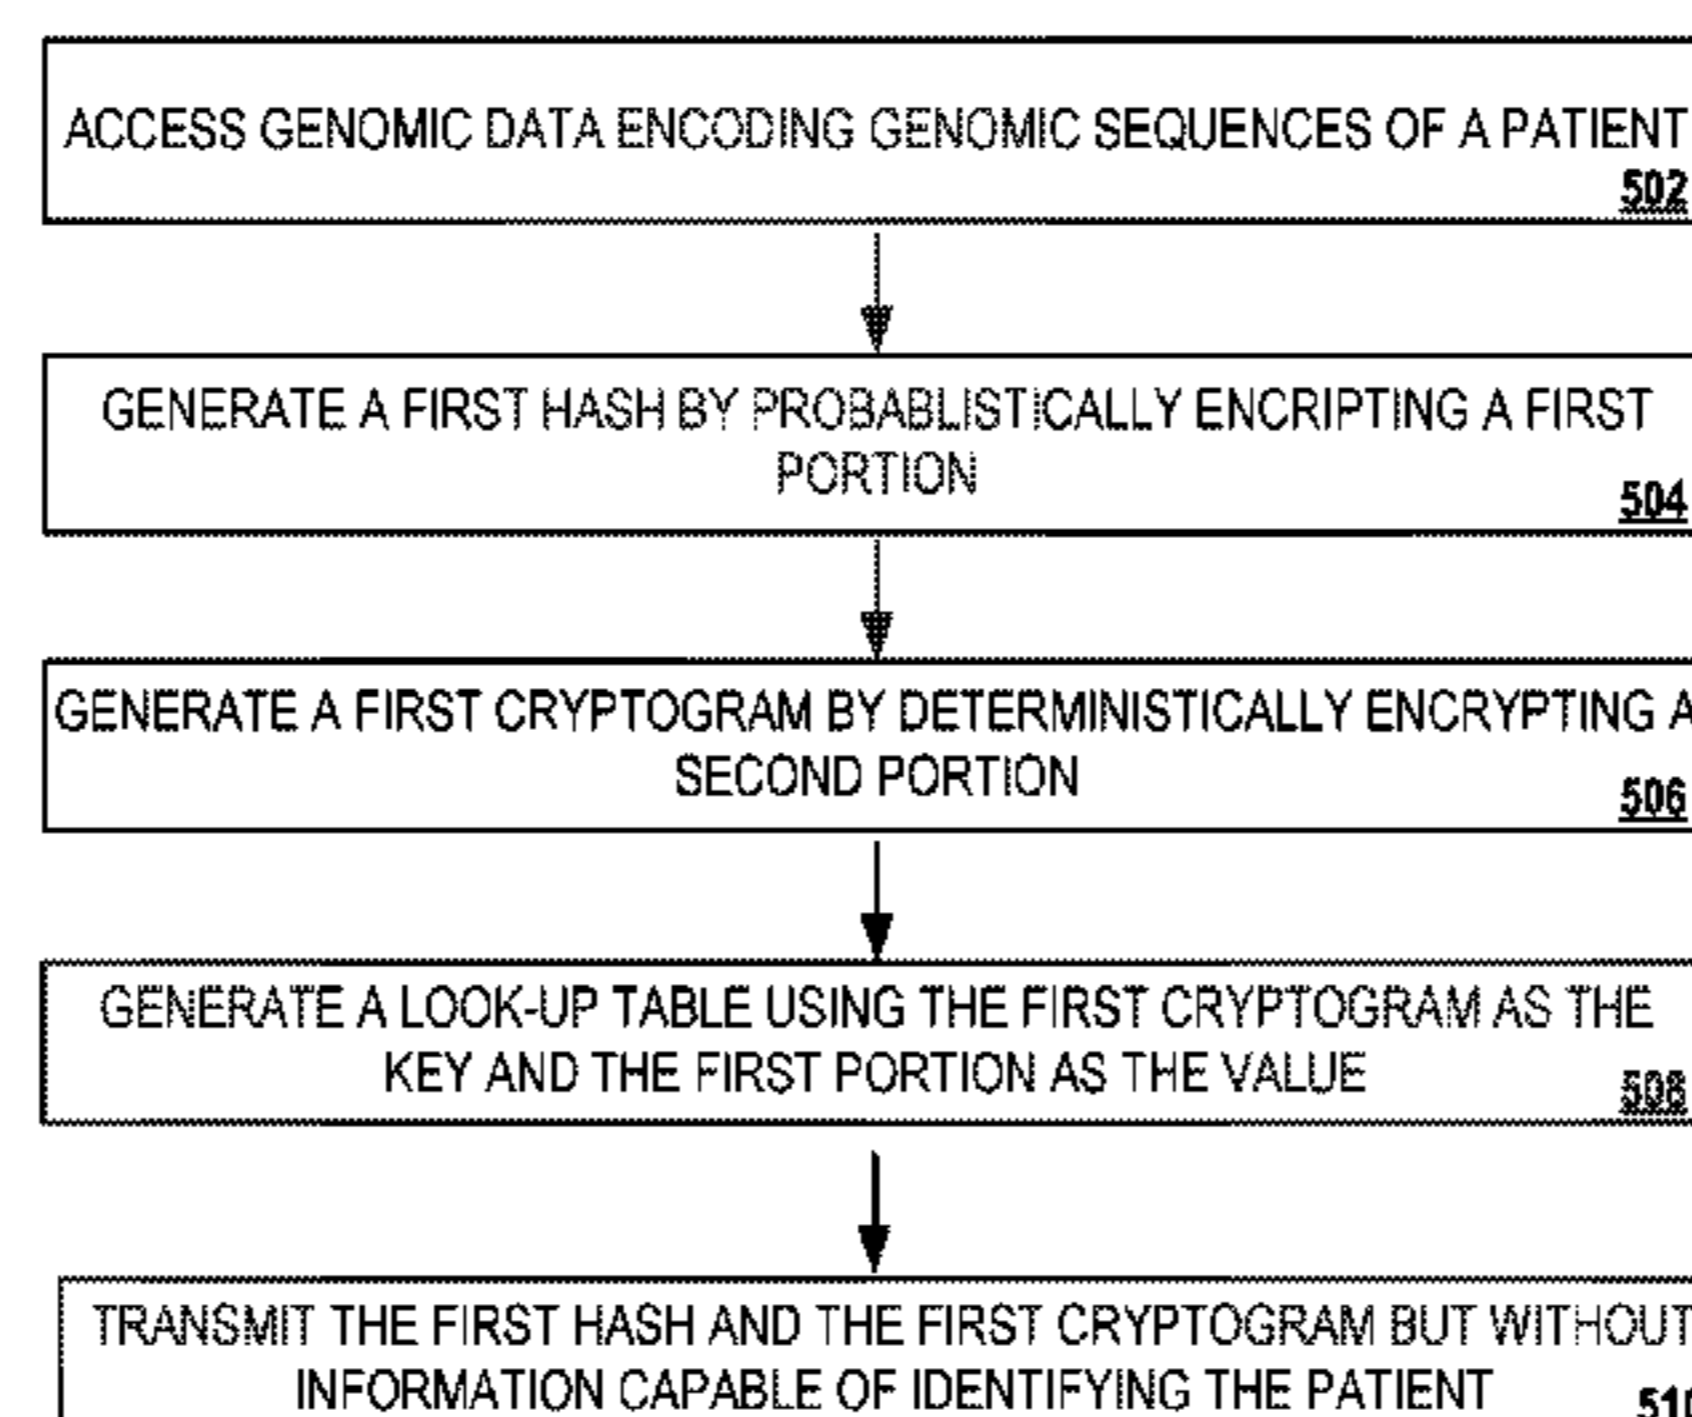 ACCESS GENOMIC DATA ENCODING GENOMIC SEQUENCES OF A PATIENT
502
GENERATE A FIRST HASH BY PROBABLISTICALLY ENCRIPTING A FIRST
PORTION
504
GENERATE A FIRST CRYPTOGRAM BY DETERMINISTICALLY ENCRYPTING A
SECOND PORTION
506
GENERATE A LOOK-UP TABLE USING THE FIRST CRYPTOGRAM AS THE
KEY AND THE FIRST PORTION AS THE VALUE
508
TRANSMIT THE FIRST HASH AND THE FIRST CRYPTOGRAM BUT WITHOUT
INFORMATION CAPABLE OF IDENTIFYING THE PATIENT
510